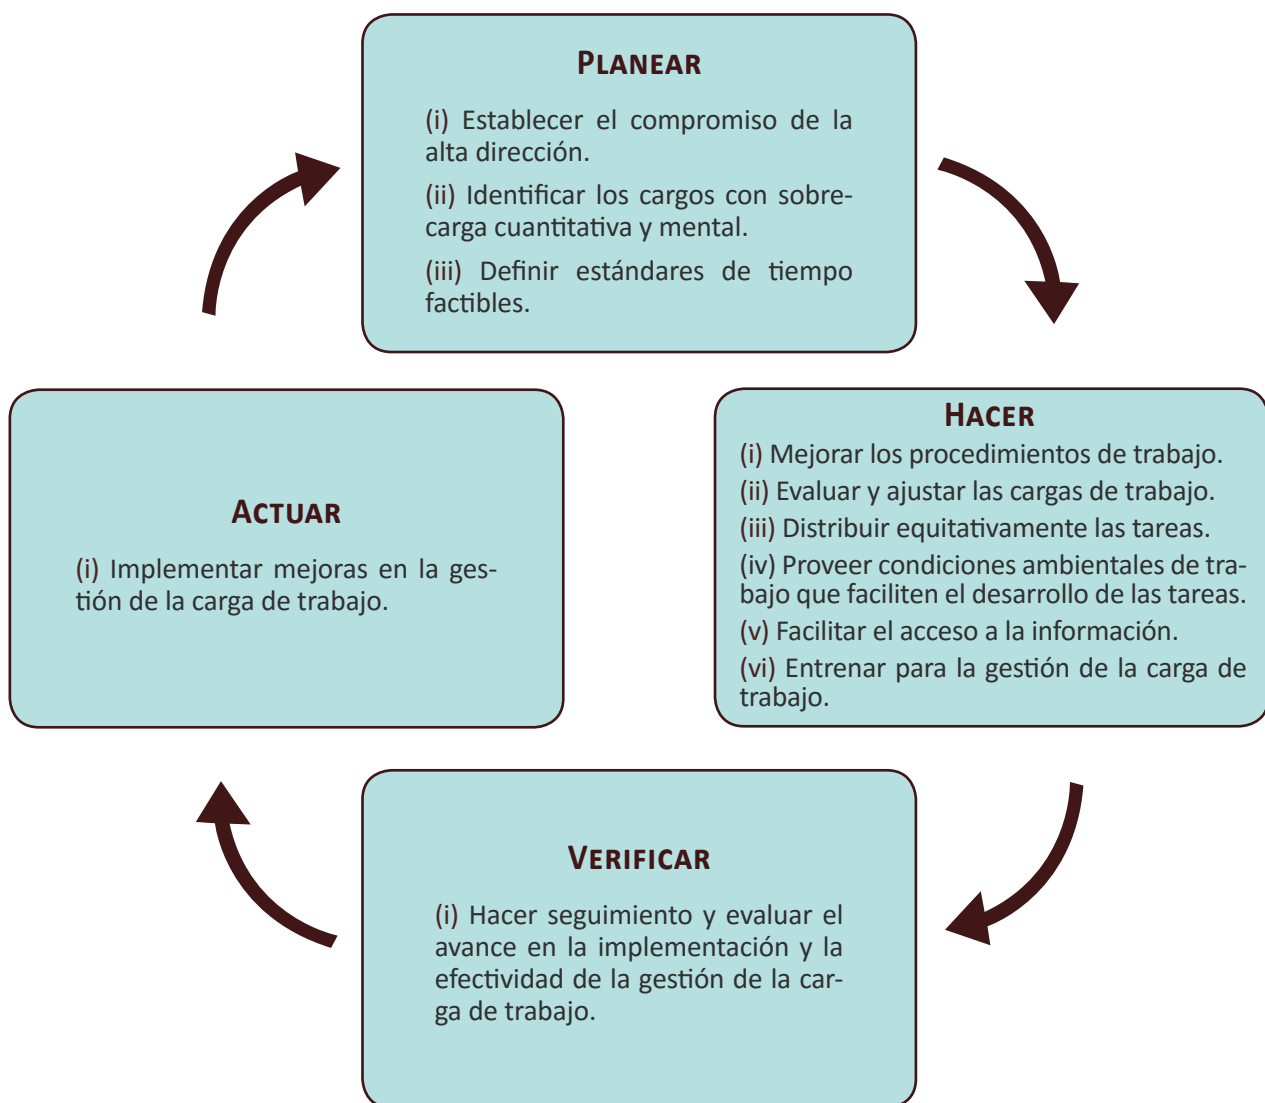 PLANEAR
(i) Establecer el compromiso de la
alta dirección.
(ii) Identificar los cargos con sobre-
carga cuantitativa y mental.
(iii) Definir estándares de tiempo
factibles.
HACER
(i) Mejorar los procedimientos de trabajo.
(ii) Evaluar y ajustar las cargas de trabajo.
(iii) Distribuir equitativamente las tareas.
(iv) Proveer condiciones ambientales de tra-
bajo que faciliten el desarrollo de las tareas.
(v) Facilitar el acceso a la información.
(vi) Entrenar para la gestión de la carga de
trabajo.
VERIFICAR
(i) Hacer seguimiento y evaluar el
avance en la implementación y la
efectividad de la gestión de la car-
ga de trabajo.
ACTUAR
(i) Implementar mejoras en la ges-
tión de la carga de trabajo.